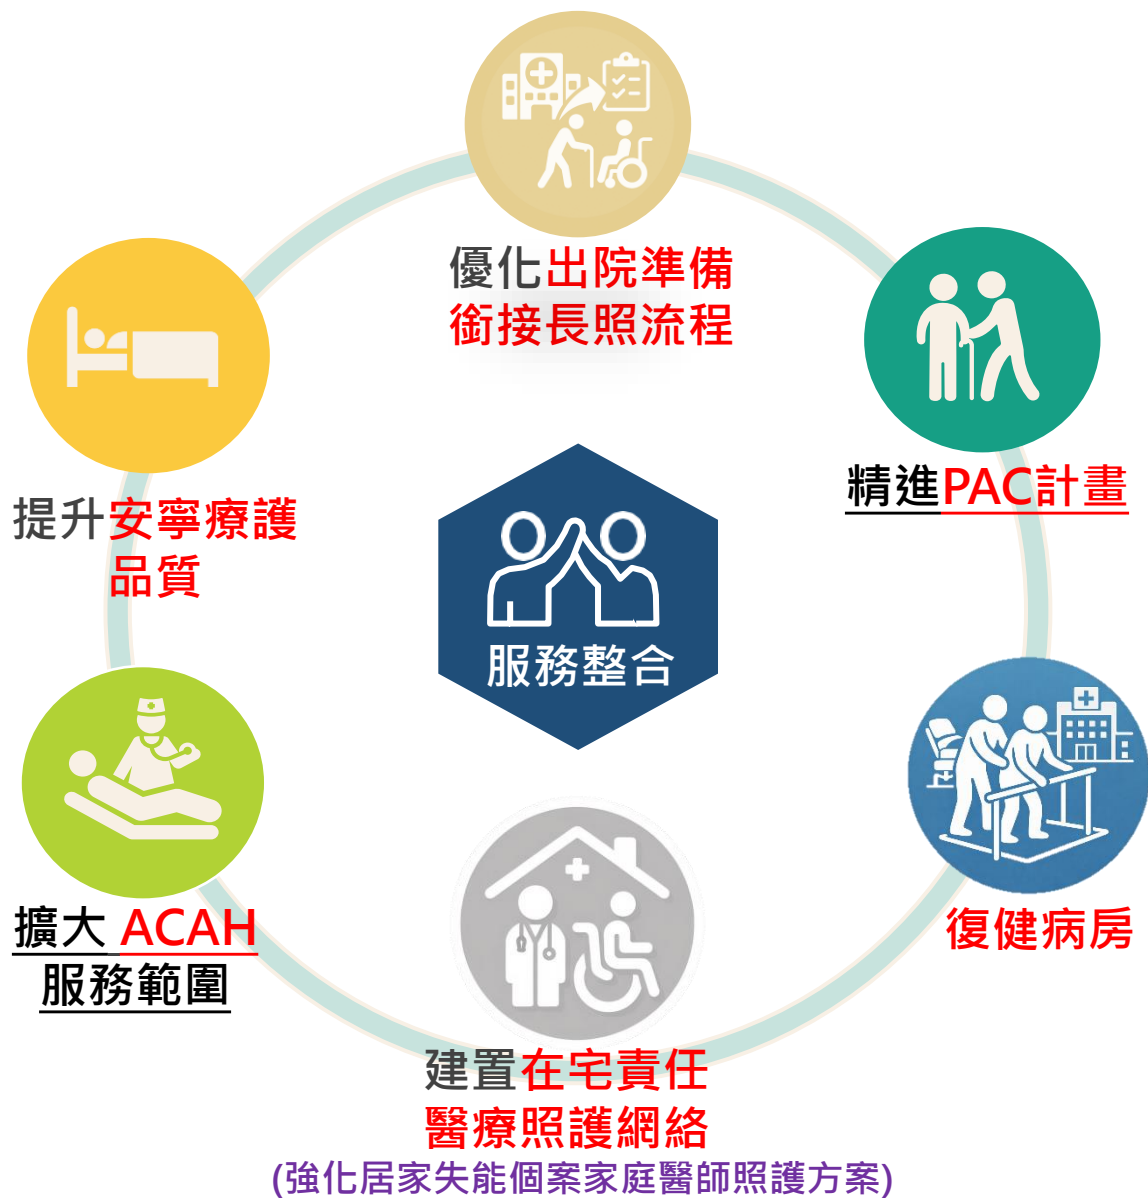 優化出院準備
銜接長照流程
精進PAC計畫
提升安寧療護
品質
服務整合
復健病房
擴大 ACAH
服務範圍
建置在宅責任
醫療照護網絡
(強化居家失能個案家庭醫師照護方案)